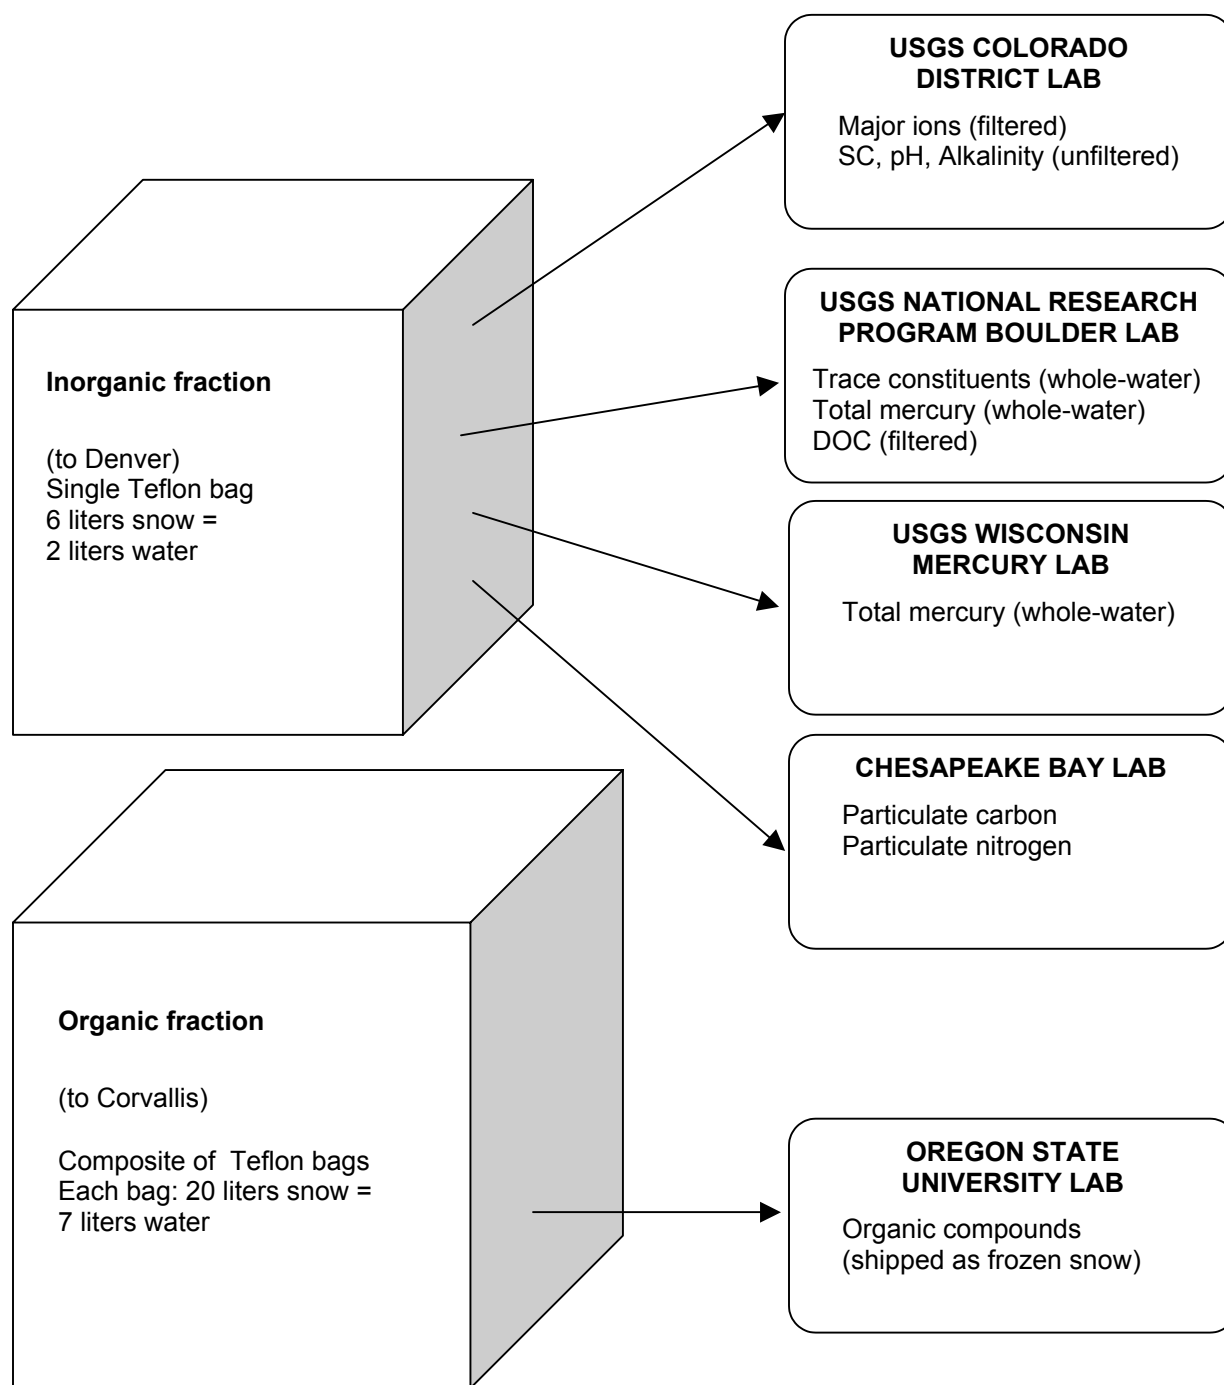 USGS COLORADO
DISTRICT LAB
Major ions (filtered)
SC, pH, Alkalinity (unfiltered)
Inorganic fraction
(to Denver)
Single Teflon bag
6 liters snow =
2 liters water
USGS NATIONAL RESEARCH
PROGRAM BOULDER LAB
Trace constituents (whole-water)
Total mercury (whole-water)
DOC (filtered)
USGS WISCONSIN
MERCURY LAB
Total mercury (whole-water)
CHESAPEAKE BAY LAB
Particulate carbon
Particulate nitrogen
Organic fraction
(to Corvallis)
Composite of Teflon bags
Each bag: 20 liters snow =
7 liters water
OREGON STATE
UNIVERSITY LAB
Organic compounds
(shipped as frozen snow)